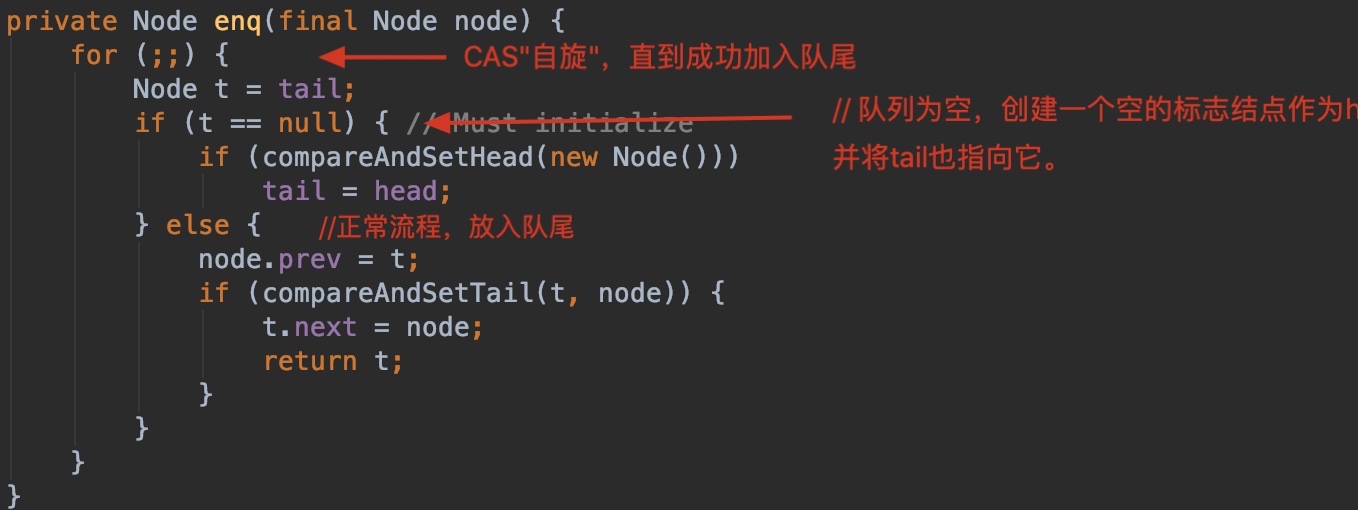 private Node enq(final Node node) {
for (;;) { CAS"自旋"，直到成功加入队尾
Node t = tail;
if (t == null) { // Must initialize // 队列为空，创建一个空的标志结点作为h
if (compareAndSetHead(new Node())) 并将tail也指向它。
tail = head;
} else { //正常流程，放入队尾
node.prev = t;
if (compareAndSetTail(t, node)) {
t.next = node;
return t;
}
}
}
}